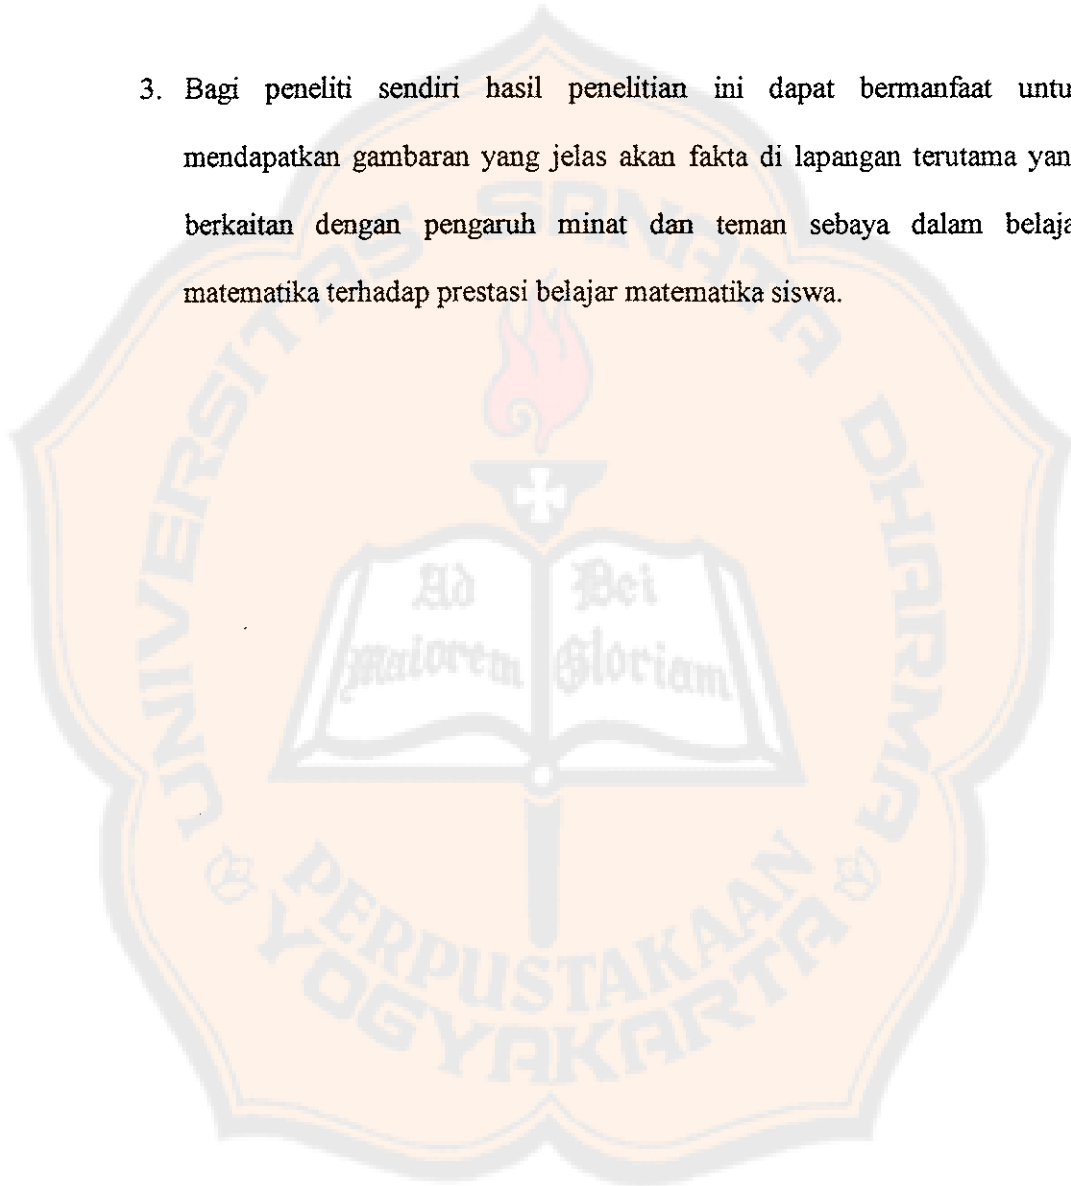 3. Bagi peneliti sendiri hasil penelitian ini dapat bermanfaat untu
mendapatkan gambaran yang jelas akan fakta di lapangan terutama yan
berkaitan dengan pengaruh minat dan teman sebaya dalam belaja
matematika terhadap prestasi belajar matematika siswa.
UNIVERSITAS SANATA DHARMA
Ad Dei
Maiorem Gloriam
PERPUSTAKAAN
YOGYAKARTA